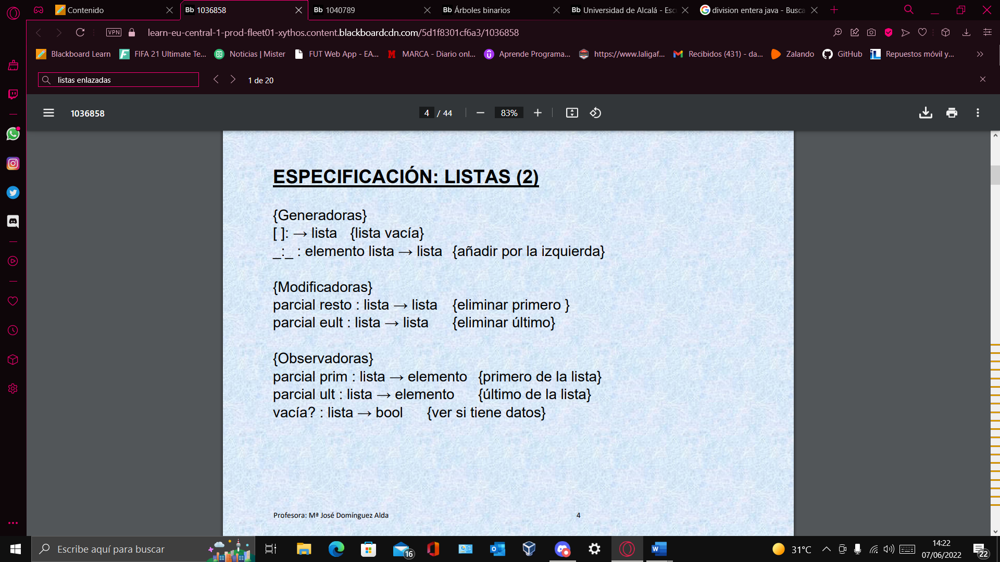 Contenido
Bb 1036858
Bb 1040789
Bb Árboles binarios
Bb Universidad de Alcalá - Esc
division entera java - Busca
VPN
learn-eu-central-1-prod-fleet01-xythos.content.blackboardcdn.com/5d1f8301cf6a3/1036858
Blackboard Learn
FIFA 21 Ultimate Te...
Noticias | Mister
FUT Web App - EA...
MARCA - Diario onl...
Aprende Programa...
https://www.laligaf...
Recibidos (431) - da...
Zalando
GitHub
Repuestos móvil y...
listas enlazadas
1 de 20
1036858
4 / 44
83%
ESPECIFICACIÓN: LISTAS (2)
{Generadoras}
[ ]: → lista {lista vacía}
_:_ : elemento lista → lista {añadir por la izquierda}
{Modificadoras}
parcial resto : lista → lista {eliminar primero }
parcial eult : lista → lista {eliminar último}
{Observadoras}
parcial prim : lista → elemento {primero de la lista}
parcial ult : lista → elemento {último de la lista}
vacía? : lista → bool {ver si tiene datos}
Profesora: Mª José Domínguez Alda 4
Escribe aquí para buscar
16
31°C
14:22
07/06/2022
22